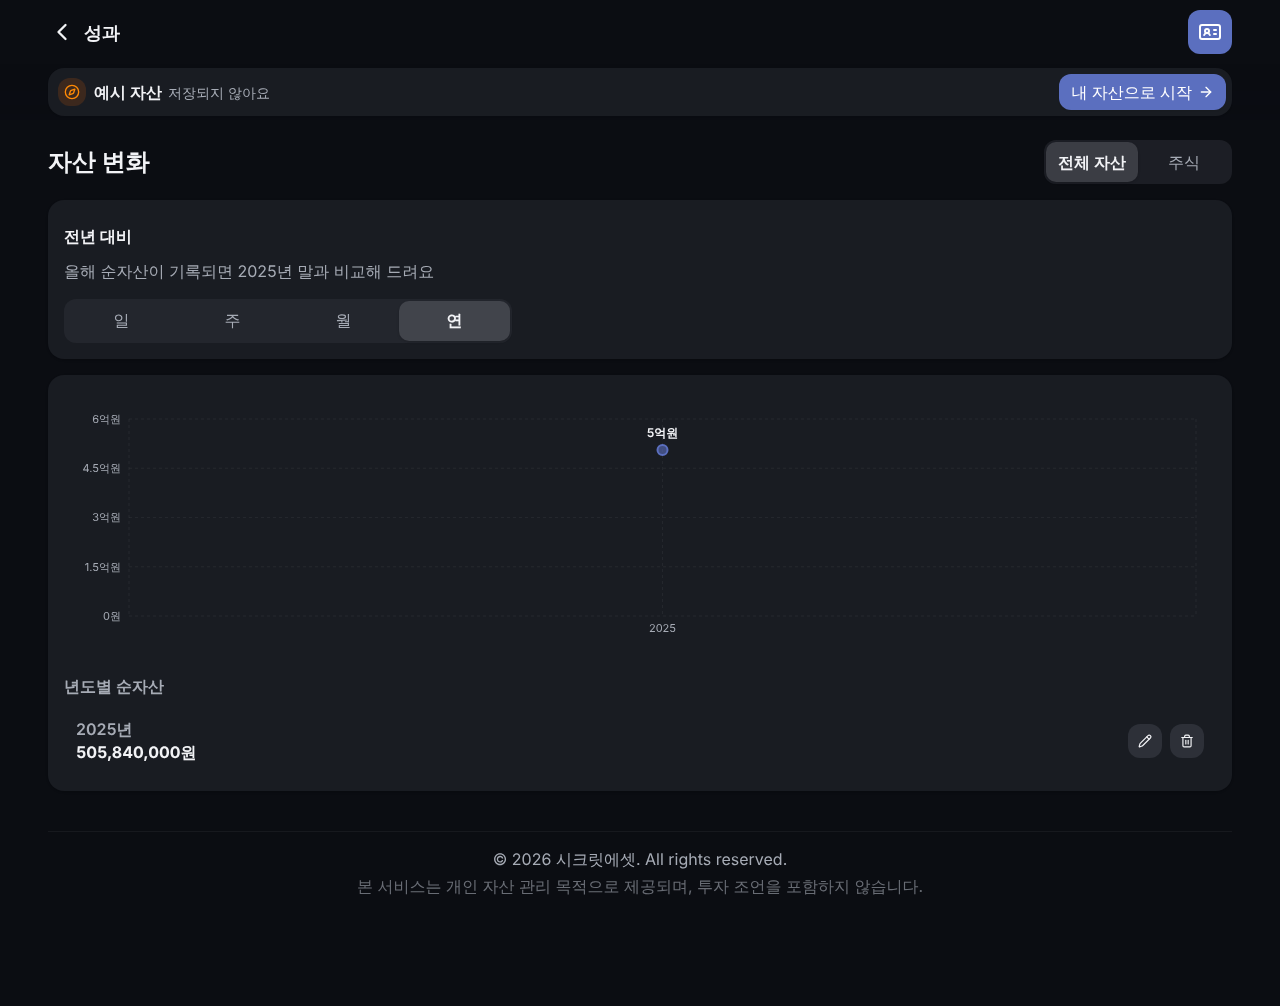 성과
예시 자산 저장되지 않아요
내 자산으로 시작
자산 변화
전체 자산
주식
전년 대비
올해 순자산이 기록되면 2025년 말과 비교해 드려요
일
주
월
연
6억원
4.5억원
3억원
1.5억원
0원
5억원
2025
년도별 순자산
2025년
505,840,000원
© 2026 시크릿에셋. All rights reserved.
본 서비스는 개인 자산 관리 목적으로 제공되며, 투자 조언을 포함하지 않습니다.